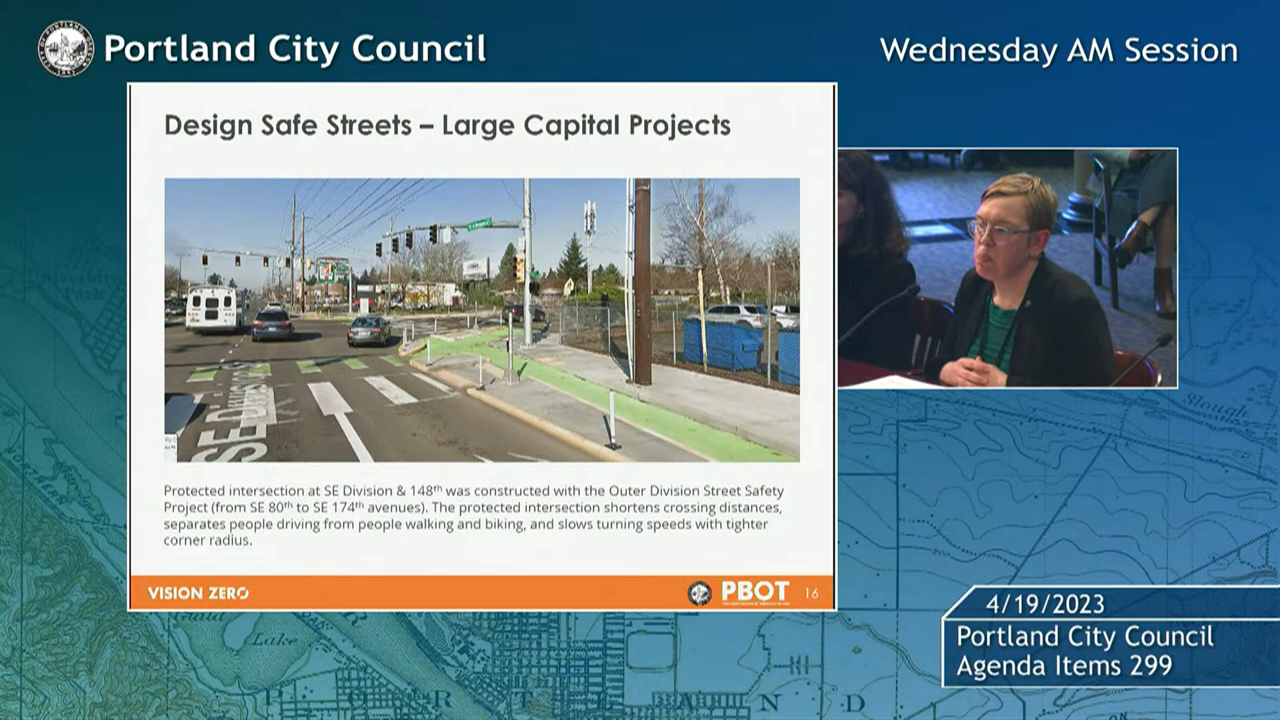 Portland City Council
Wednesday AM Session
Design Safe Streets – Large Capital Projects
SE Division
Protected intersection at SE Division & 148th was constructed with the Outer Division Street Safety
Project (from SE 80th to SE 174th avenues). The protected intersection shortens crossing distances,
separates people driving from people walking and biking, and slows turning speeds with tighter
corner radius.
VISION ZERO
PBOT
16
4/19/2023
Portland City Council
Agenda Items 299
Slough
Guild
Lake